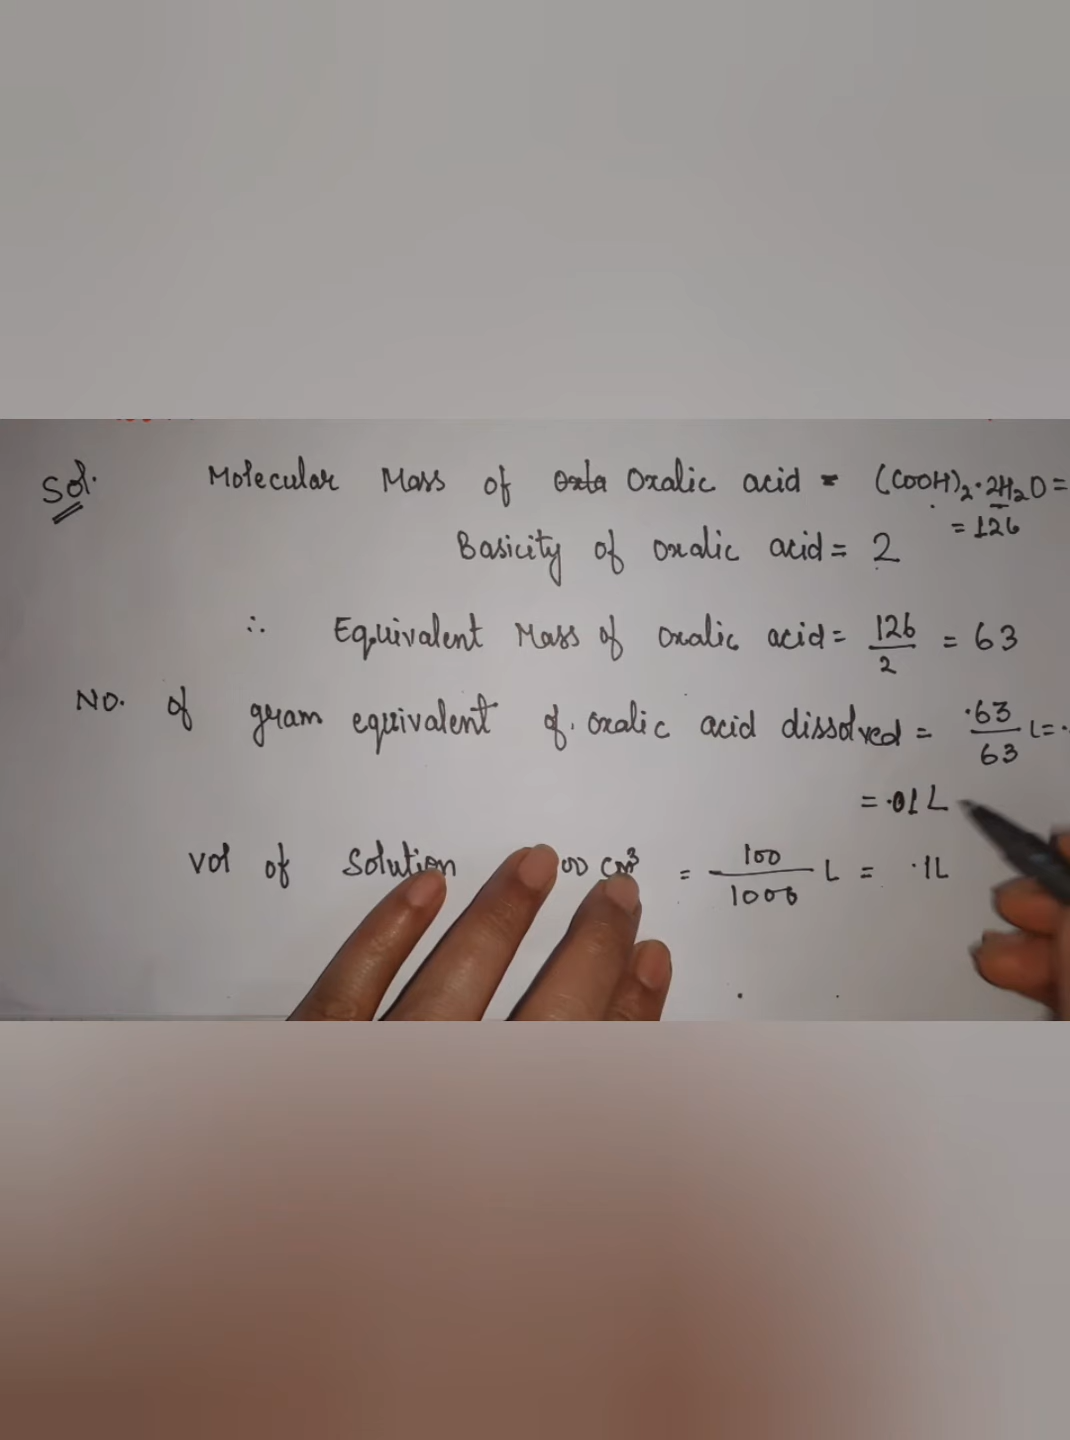 Sol. Molecular Mass of Oxalic acid = (COOH)₂·2H₂O =
= 126
Basicity of oxalic acid = 2
∴ Equivalent Mass of oxalic acid = 126/2 = 63
No. of gram equivalent of oxalic acid dissolved = .63/63 L = .
= .01 L
Vol of Solution 00 cm³ = 100/1000 L = .1L